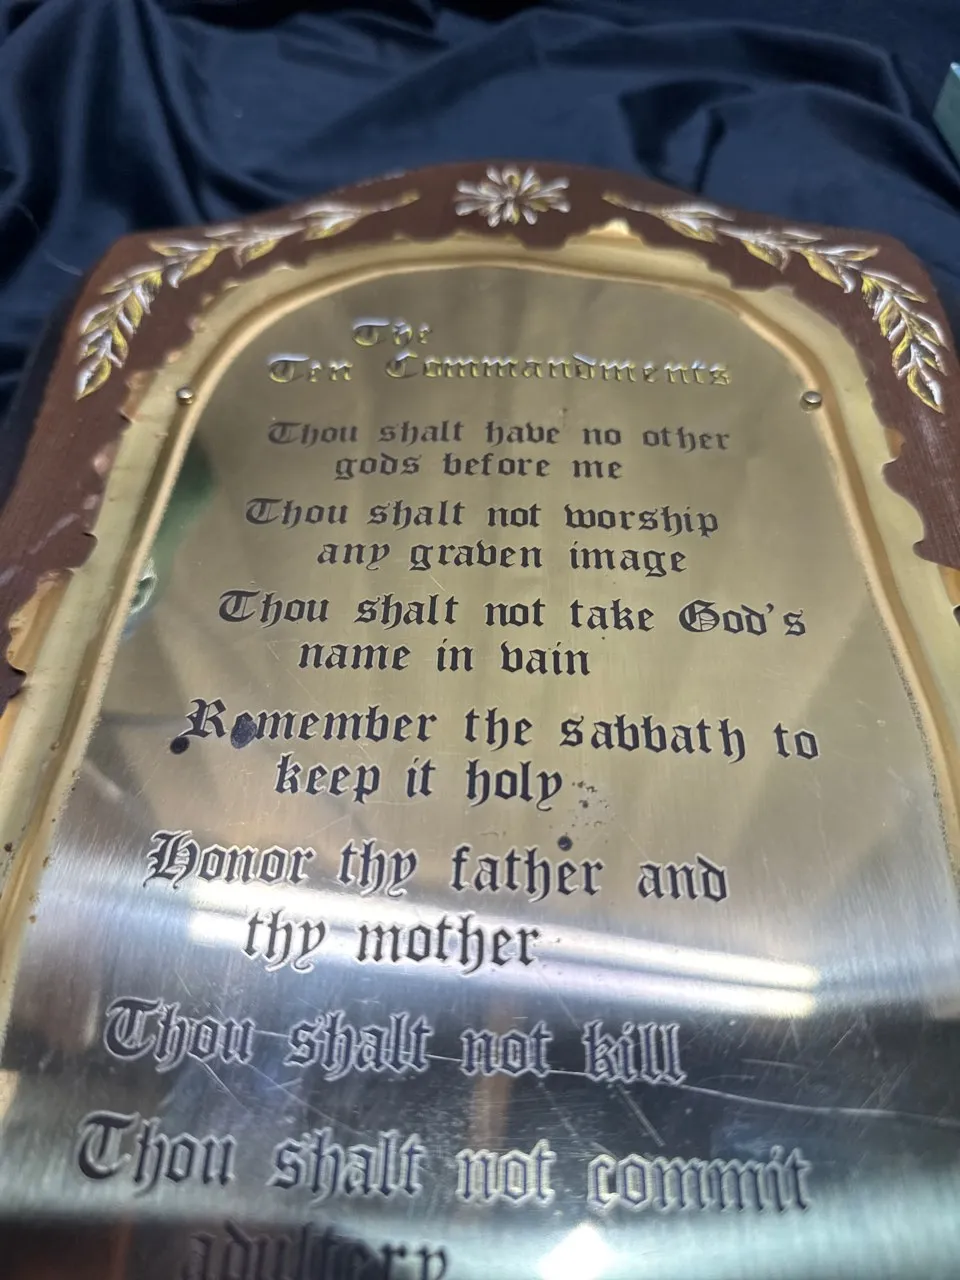 The
Ten Commandments
Thou shalt have no other
gods before me
Thou shalt not worship
any graven image
Thou shalt not take God's
name in vain
Remember the sabbath to
keep it holy
Honor thy father and
thy mother
Thou shalt not kill
Thou shalt not commit
adultery